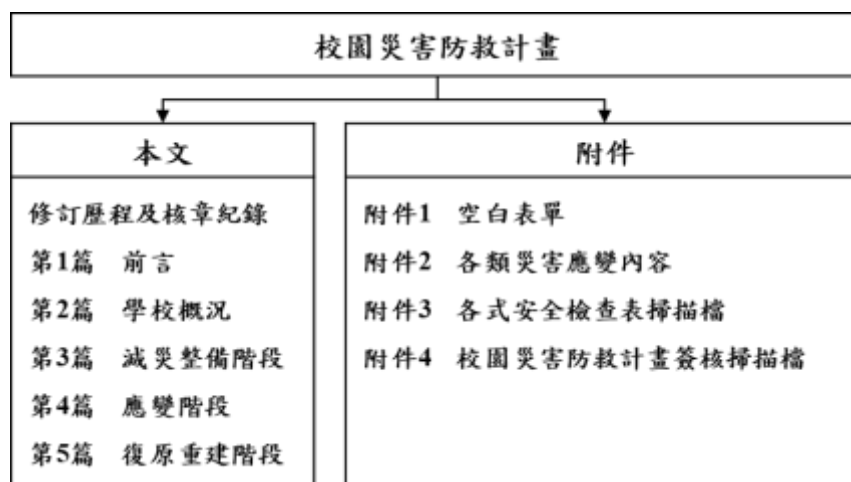 校園災害防救計畫
本文
修訂歷程及核章紀錄
第1篇 前言
第2篇 學校概況
第3篇 減災整備階段
第4篇 應變階段
第5篇 復原重建階段
附件
附件1 空白表單
附件2 各類災害應變內容
附件3 各式安全檢查表掃描檔
附件4 校園災害防救計畫簽核掃描檔